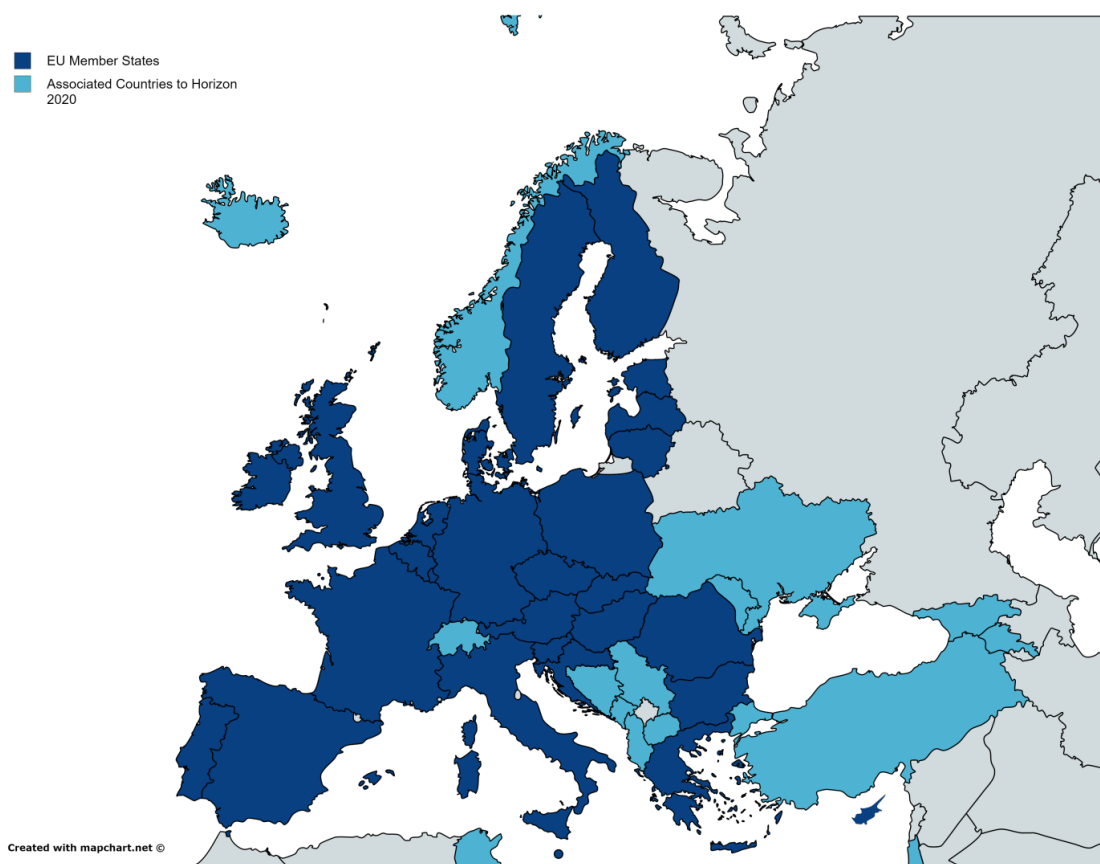 EU Member States
Associated Countries to Horizon
2020
Created with mapchart.net ©